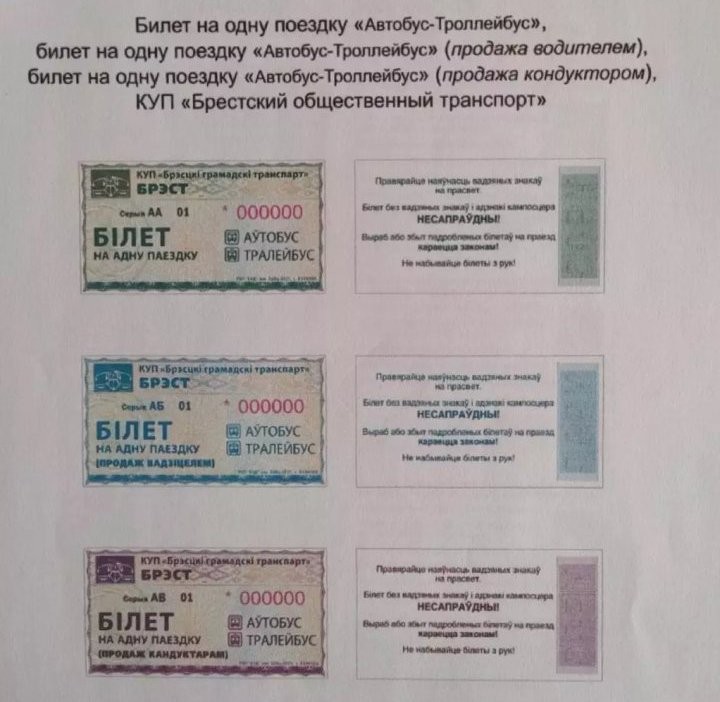 Билет на одну поездку «Автобус-Троллейбус»,
билет на одну поездку «Автобус-Троллейбус» (продажа водителем),
билет на одну поездку «Автобус-Троллейбус» (продажа кондуктором),
КУП «Брестский общественный транспорт»
КУП «Брэсцкі грамадскі транспарт»
БРЭСТ
Серыя АА 01 * 000000
БІЛЕТ
НА АДНУ ПАЕЗДКУ
АЎТОБУС
ТРАЛЕЙБУС
Правярайце наяўнасць вадзяных знакаў
на прасвет.
Білет без вадзяных знакаў і адзнакі кампосцера
НЕСАПРАЎДНЫ!
Выраб або збыт падробленых білетаў на праезд
караецца законам!
Не набывайце білеты з рук!
КУП «Брэсцкі грамадскі транспарт»
БРЭСТ
Серыя АБ 01 * 000000
БІЛЕТ
НА АДНУ ПАЕЗДКУ
(ПРОДАЖ ВАДЗІЦЕЛЕМ)
АЎТОБУС
ТРАЛЕЙБУС
Правярайце наяўнасць вадзяных знакаў
на прасвет.
Білет без вадзяных знакаў і адзнакі кампосцера
НЕСАПРАЎДНЫ!
Выраб або збыт падробленых білетаў на праезд
караецца законам!
Не набывайце білеты з рук!
КУП «Брэсцкі грамадскі транспарт»
БРЭСТ
Серыя АВ 01 * 000000
БІЛЕТ
НА АДНУ ПАЕЗДКУ
(ПРОДАЖ КАНДУКТАРАМ)
АЎТОБУС
ТРАЛЕЙБУС
Правярайце наяўнасць вадзяных знакаў
на прасвет.
Білет без вадзяных знакаў і адзнакі кампосцера
НЕСАПРАЎДНЫ!
Выраб або збыт падробленых білетаў на праезд
караецца законам!
Не набывайце білеты з рук!